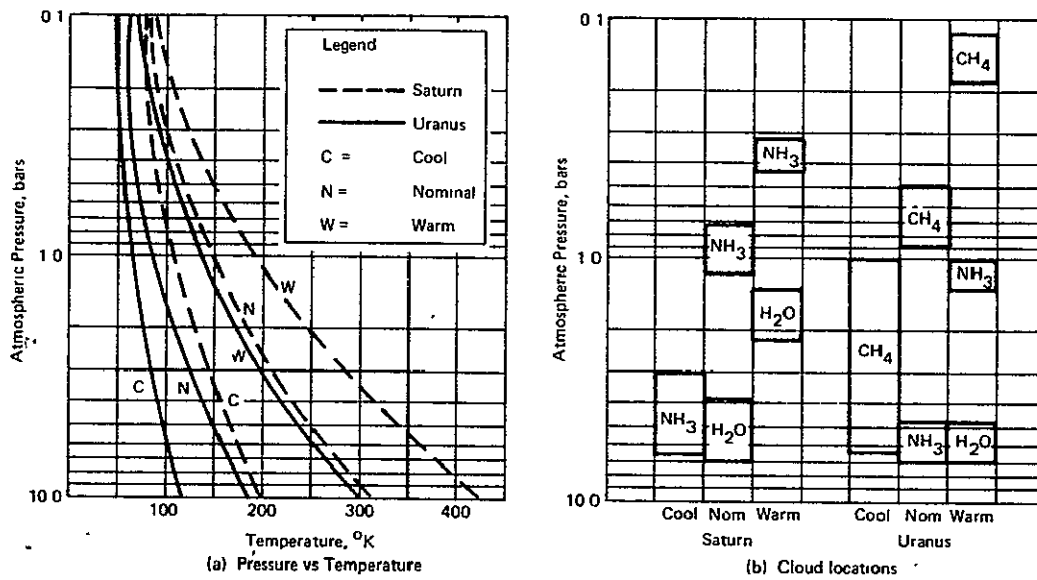 0 1
1 0
10 0
Atmospheric Pressure, bars
Legend
Saturn
Uranus
C = Cool
N = Nominal
W = Warm
W
N
W
C
N
C
100 200 300 400
Temperature, °K
(a) Pressure vs Temperature
0 1
1.0
10 0
Atmospheric Pressure, bars
CH4
NH3
CH4
NH3
NH3
H2O
CH4
NH3
H2O
NH3
H2O
Cool Nom Warm Cool Nom Warm
Saturn Uranus
(b) Cloud locations